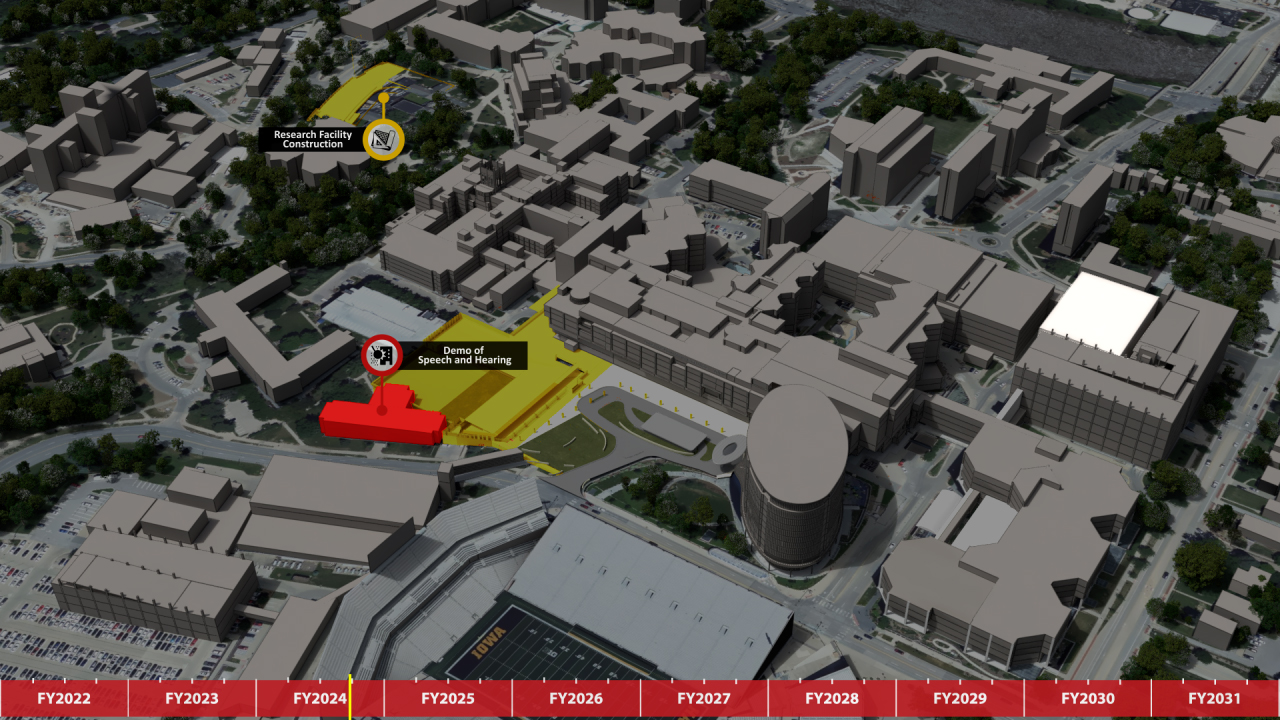 Research Facility
Construction
Demo of
Speech and Hearing
IOWA
FY2022 FY2023 FY2024 FY2025 FY2026 FY2027 FY2028 FY2029 FY2030 FY2031